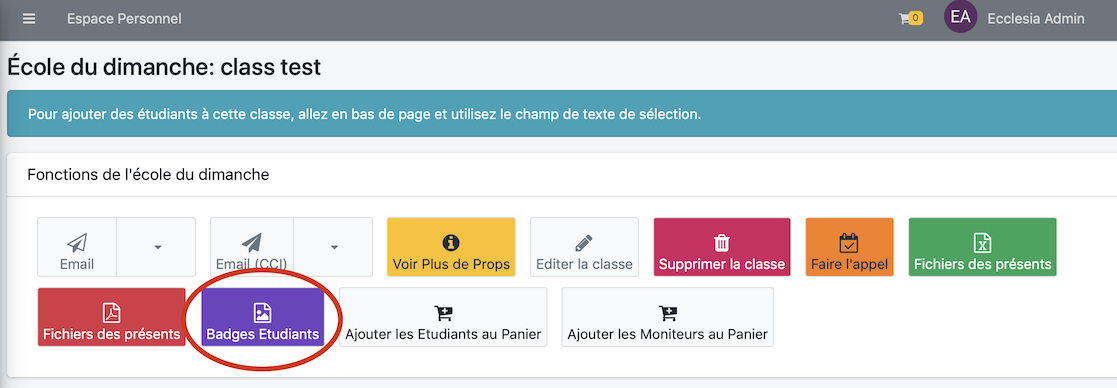 Espace Personnel
0
EA
Ecclesia Admin
École du dimanche: class test
Pour ajouter des étudiants à cette classe, allez en bas de page et utilisez le champ de texte de sélection.
Fonctions de l'école du dimanche
Email
Email (CCI)
Voir Plus de Props
Editer la classe
Supprimer la classe
Faire l'appel
Fichiers des présents
Fichiers des présents
Badges Etudiants
Ajouter les Etudiants au Panier
Ajouter les Moniteurs au Panier